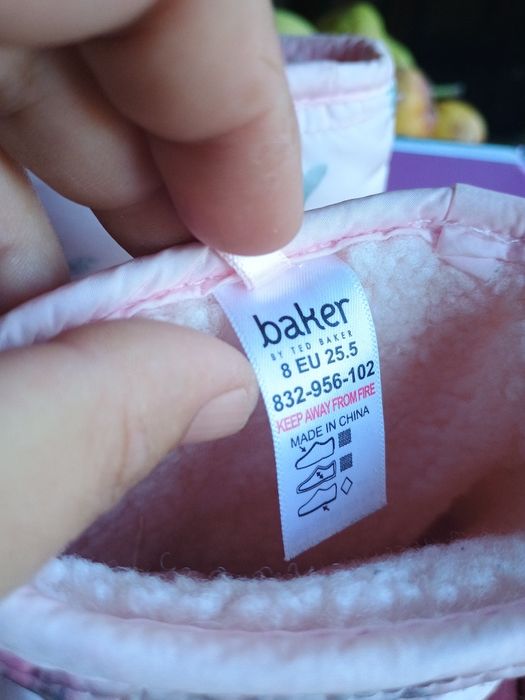 baker
BY TED BAKER
8 EU 25.5
832-956-102
KEEP AWAY FROM FIRE
MADE IN CHINA